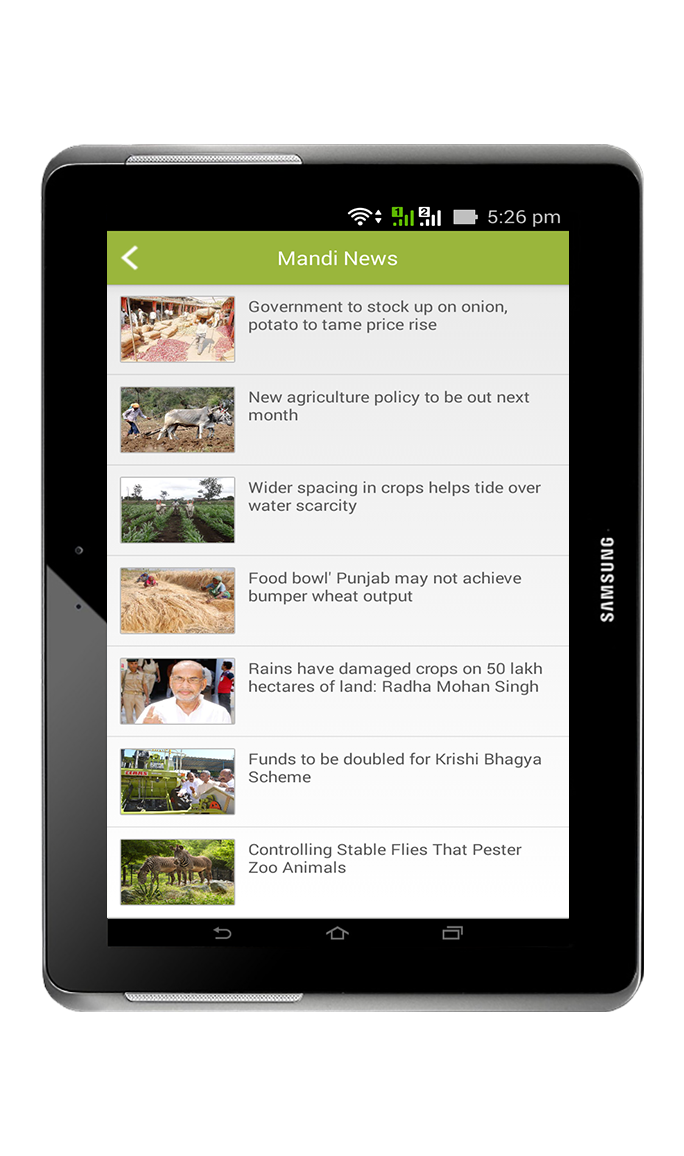 1 2 5:26 pm
Mandi News
Government to stock up on onion,
potato to tame price rise
New agriculture policy to be out next
month
Wider spacing in crops helps tide over
water scarcity
Food bowl' Punjab may not achieve
bumper wheat output
Rains have damaged crops on 50 lakh
hectares of land: Radha Mohan Singh
Funds to be doubled for Krishi Bhagya
Scheme
CLAAS
Controlling Stable Flies That Pester
Zoo Animals
SAMSUNG